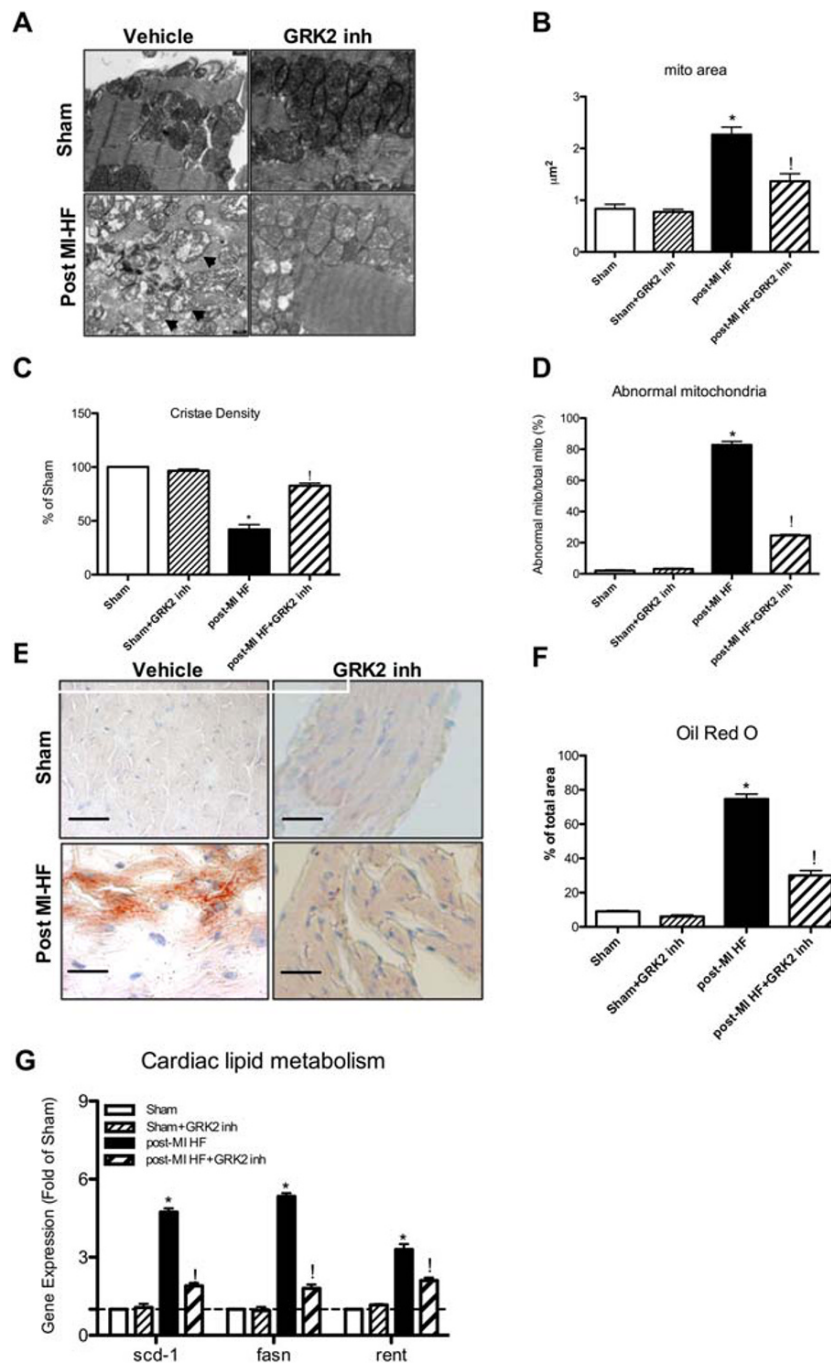 A
Vehicle GRK2 inh
Sham
Post MI-HF
B
mito area
μm²
3
2
1
0
*
!
Sham
Sham+GRK2 inh
post-MI HF
post-MI HF+GRK2 inh
C
Cristae Density
% of Sham
150
100
50
0
*
!
Sham
Sham+GRK2 inh
post-MI HF
post-MI HF+GRK2 inh
D
Abnormal mitochondria
Abnormal mito/total mito (%)
100
80
60
40
20
0
*
!
Sham
Sham+GRK2 inh
post-MI HF
post-MI HF+GRK2 inh
E
Vehicle GRK2 inh
Sham
Post MI-HF
F
Oil Red O
% of total area
100
80
60
40
20
0
*
!
Sham
Sham+GRK2 inh
post-MI HF
post-MI HF+GRK2 inh
G
Cardiac lipid metabolism
Gene Expression (Fold of Sham)
9
6
3
0
Sham
Sham+GRK2 inh
post-MI HF
post-MI HF+GRK2 inh
* ! * ! * !
scd-1 fasn rent